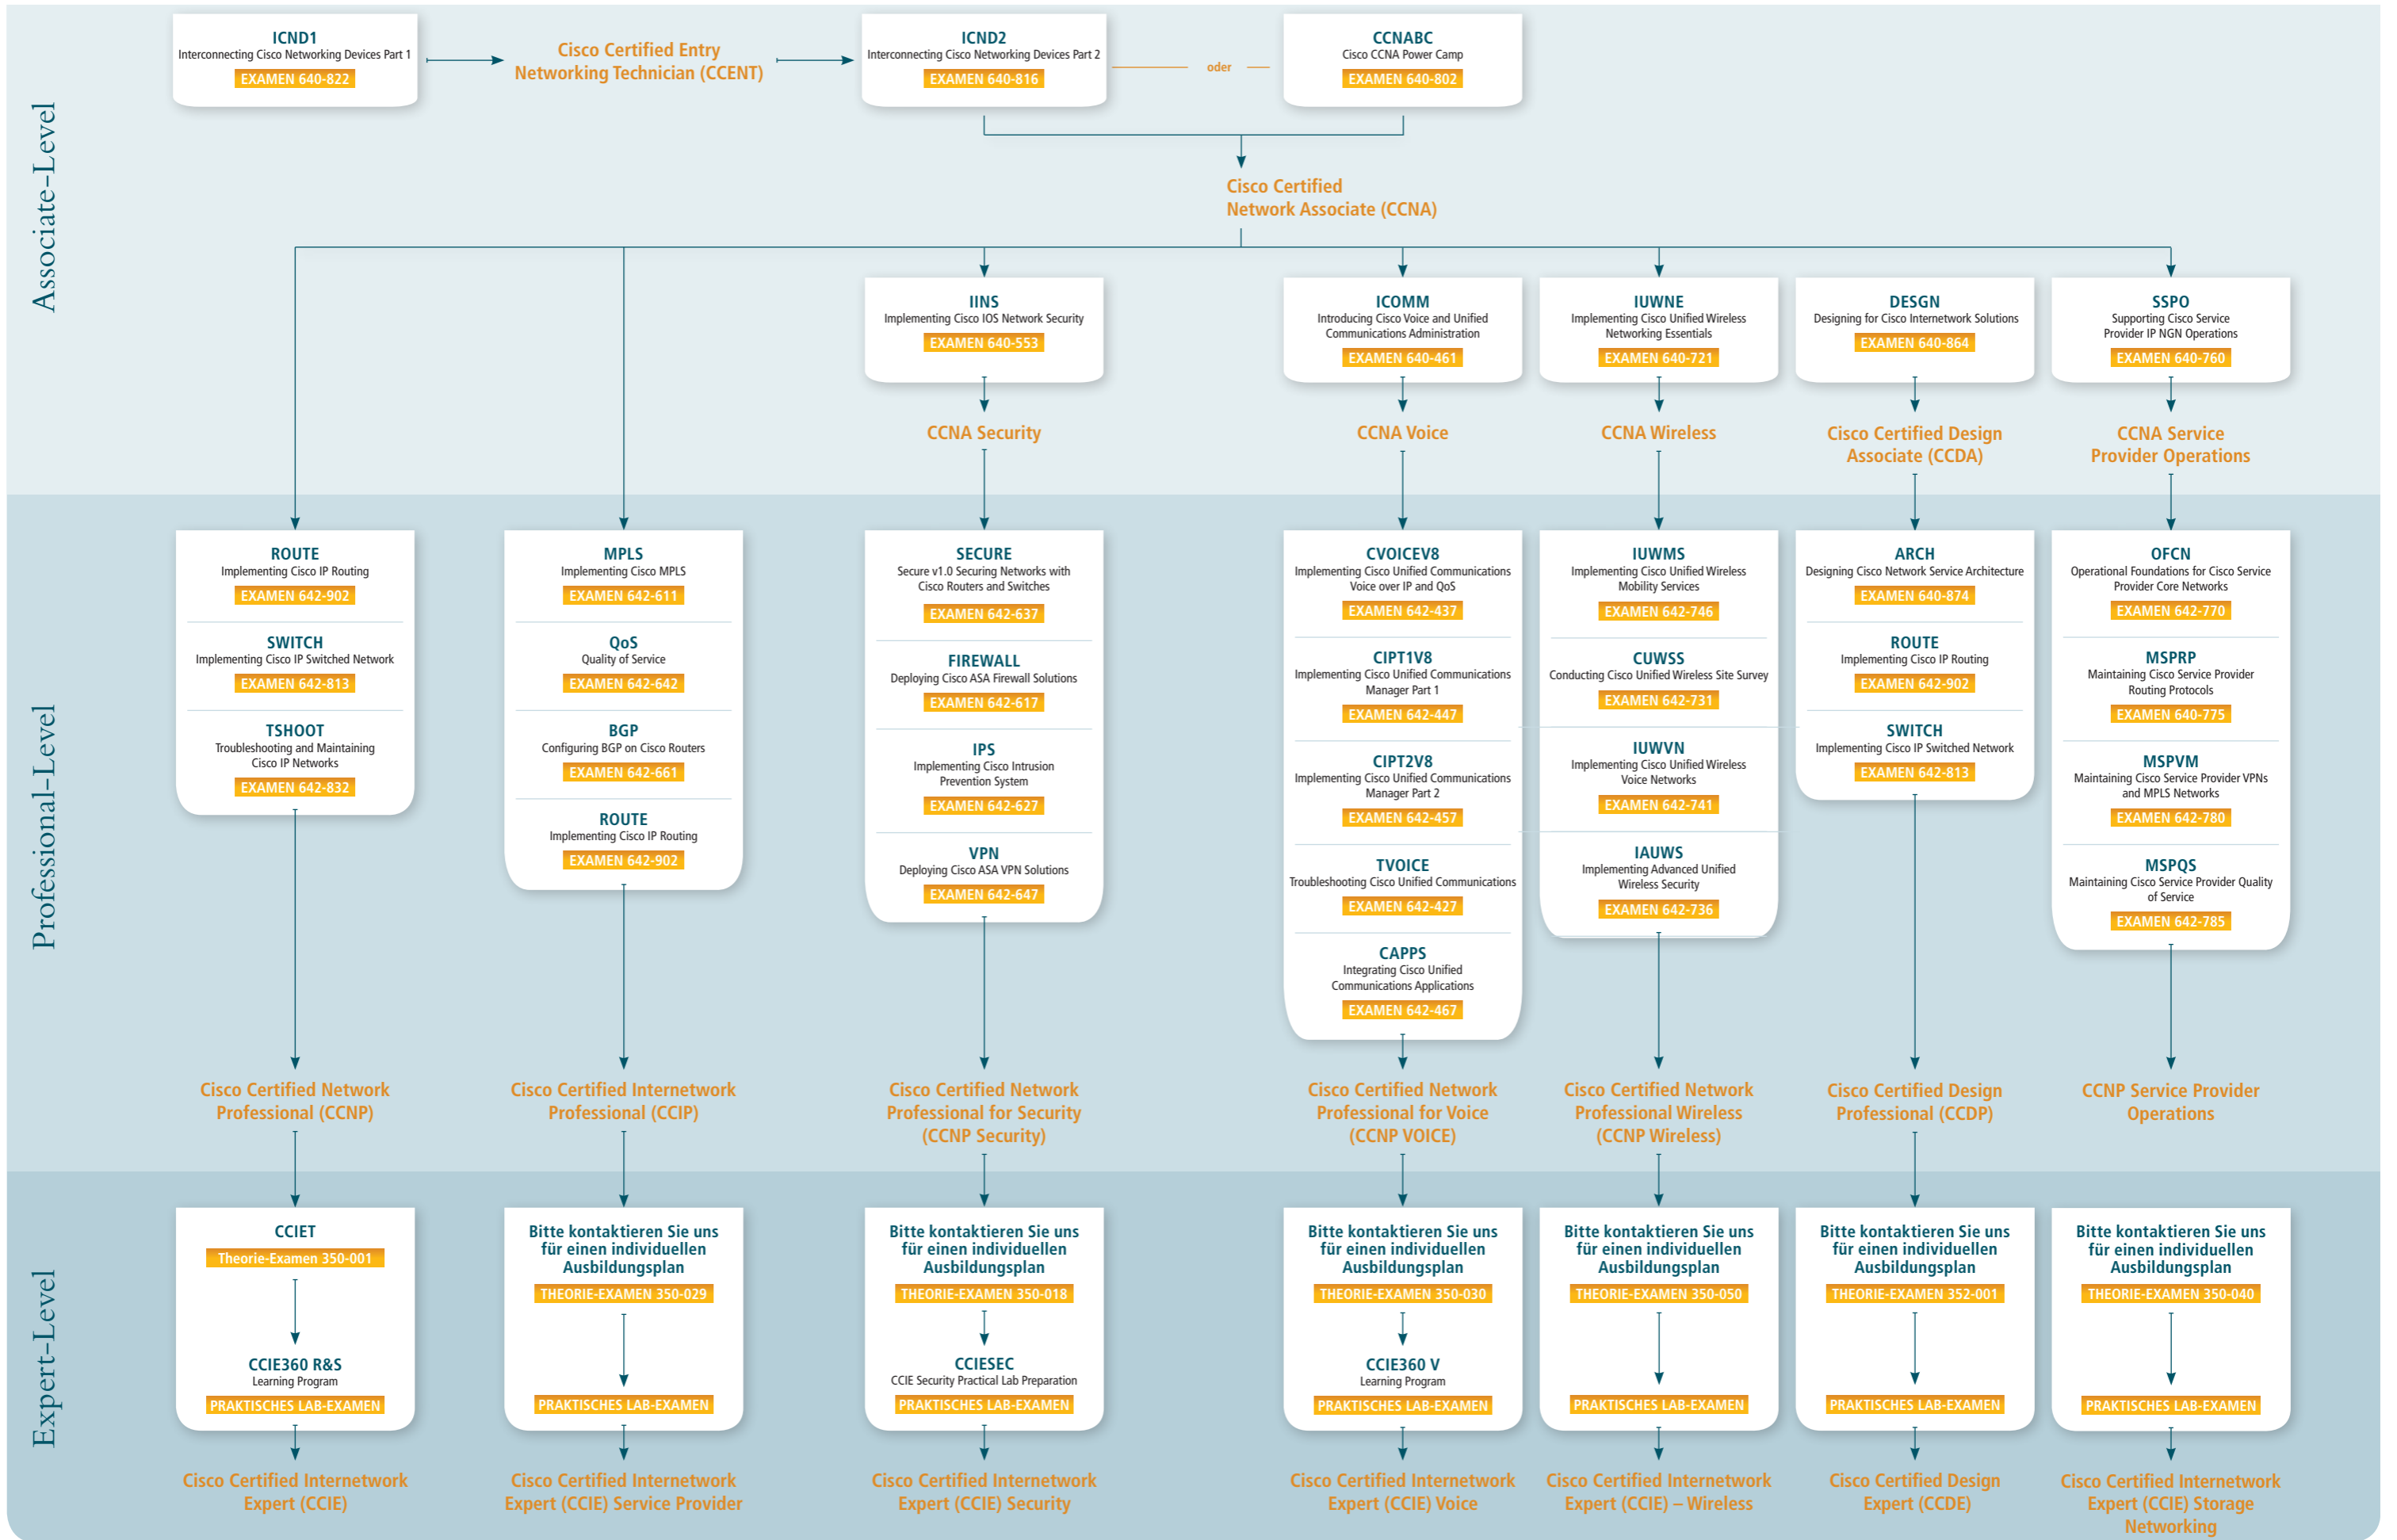 Associate-Level
ICND1
Interconnecting Cisco Networking Devices Part 1
EXAMEN 640-822
Cisco Certified Entry
Networking Technician (CCENT)
ICND2
Interconnecting Cisco Networking Devices Part 2
EXAMEN 640-816
oder
CCNABC
Cisco CCNA Power Camp
EXAMEN 640-802
Cisco Certified
Network Associate (CCNA)
IINS
Implementing Cisco IOS Network Security
EXAMEN 640-553
CCNA Security
ICOMM
Introducing Cisco Voice and Unified
Communications Administration
EXAMEN 640-461
CCNA Voice
IUWNE
Implementing Cisco Unified Wireless
Networking Essentials
EXAMEN 640-721
CCNA Wireless
DESGN
Designing for Cisco Internetwork Solutions
EXAMEN 640-864
Cisco Certified Design
Associate (CCDA)
SSPO
Supporting Cisco Service
Provider IP NGN Operations
EXAMEN 640-760
CCNA Service
Provider Operations
Professional-Level
ROUTE
Implementing Cisco IP Routing
EXAMEN 642-902
SWITCH
Implementing Cisco IP Switched Network
EXAMEN 642-813
TSHOOT
Troubleshooting and Maintaining
Cisco IP Networks
EXAMEN 642-832
Cisco Certified Network
Professional (CCNP)
MPLS
Implementing Cisco MPLS
EXAMEN 642-611
QoS
Quality of Service
EXAMEN 642-642
BGP
Configuring BGP on Cisco Routers
EXAMEN 642-661
ROUTE
Implementing Cisco IP Routing
EXAMEN 642-902
Cisco Certified Internetwork
Professional (CCIP)
SECURE
Secure v1.0 Securing Networks with
Cisco Routers and Switches
EXAMEN 642-637
FIREWALL
Deploying Cisco ASA Firewall Solutions
EXAMEN 642-617
IPS
Implementing Cisco Intrusion
Prevention System
EXAMEN 642-627
VPN
Deploying Cisco ASA VPN Solutions
EXAMEN 642-647
Cisco Certified Network
Professional for Security
(CCNP Security)
CVOICEV8
Implementing Cisco Unified Communications
Voice over IP and QoS
EXAMEN 642-437
CIPT1V8
Implementing Cisco Unified Communications
Manager Part 1
EXAMEN 642-447
CIPT2V8
Implementing Cisco Unified Communications
Manager Part 2
EXAMEN 642-457
TVOICE
Troubleshooting Cisco Unified Communications
EXAMEN 642-427
CAPPS
Integrating Cisco Unified
Communications Applications
EXAMEN 642-467
Cisco Certified Network
Professional for Voice
(CCNP VOICE)
IUWMS
Implementing Cisco Unified Wireless
Mobility Services
EXAMEN 642-746
CUWSS
Conducting Cisco Unified Wireless Site Survey
EXAMEN 642-731
IUWVN
Implementing Cisco Unified Wireless
Voice Networks
EXAMEN 642-741
IAUWS
Implementing Advanced Unified
Wireless Security
EXAMEN 642-736
Cisco Certified Network
Professional Wireless
(CCNP Wireless)
ARCH
Designing Cisco Network Service Architecture
EXAMEN 640-874
ROUTE
Implementing Cisco IP Routing
EXAMEN 642-902
SWITCH
Implementing Cisco IP Switched Network
EXAMEN 642-813
Cisco Certified Design
Professional (CCDP)
OFCN
Operational Foundations for Cisco Service
Provider Core Networks
EXAMEN 642-770
MSPRP
Maintaining Cisco Service Provider
Routing Protocols
EXAMEN 640-775
MSPVM
Maintaining Cisco Service Provider VPNs
and MPLS Networks
EXAMEN 642-780
MSPQS
Maintaining Cisco Service Provider Quality
of Service
EXAMEN 642-785
CCNP Service Provider
Operations
Expert-Level
CCIET
Theorie-Examen 350-001
CCIE360 R&S
Learning Program
PRAKTISCHES LAB-EXAMEN
Cisco Certified Internetwork
Expert (CCIE)
Bitte kontaktieren Sie uns
für einen individuellen
Ausbildungsplan
THEORIE-EXAMEN 350-029
PRAKTISCHES LAB-EXAMEN
Cisco Certified Internetwork
Expert (CCIE) Service Provider
Bitte kontaktieren Sie uns
für einen individuellen
Ausbildungsplan
THEORIE-EXAMEN 350-018
CCIESEC
CCIE Security Practical Lab Preparation
PRAKTISCHES LAB-EXAMEN
Cisco Certified Internetwork
Expert (CCIE) Security
Bitte kontaktieren Sie uns
für einen individuellen
Ausbildungsplan
THEORIE-EXAMEN 350-030
CCIE360 V
Learning Program
PRAKTISCHES LAB-EXAMEN
Cisco Certified Internetwork
Expert (CCIE) Voice
Bitte kontaktieren Sie uns
für einen individuellen
Ausbildungsplan
THEORIE-EXAMEN 350-050
PRAKTISCHES LAB-EXAMEN
Cisco Certified Internetwork
Expert (CCIE) – Wireless
Bitte kontaktieren Sie uns
für einen individuellen
Ausbildungsplan
THEORIE-EXAMEN 352-001
PRAKTISCHES LAB-EXAMEN
Cisco Certified Design
Expert (CCDE)
Bitte kontaktieren Sie uns
für einen individuellen
Ausbildungsplan
THEORIE-EXAMEN 350-040
PRAKTISCHES LAB-EXAMEN
Cisco Certified Internetwork
Expert (CCIE) Storage
Networking